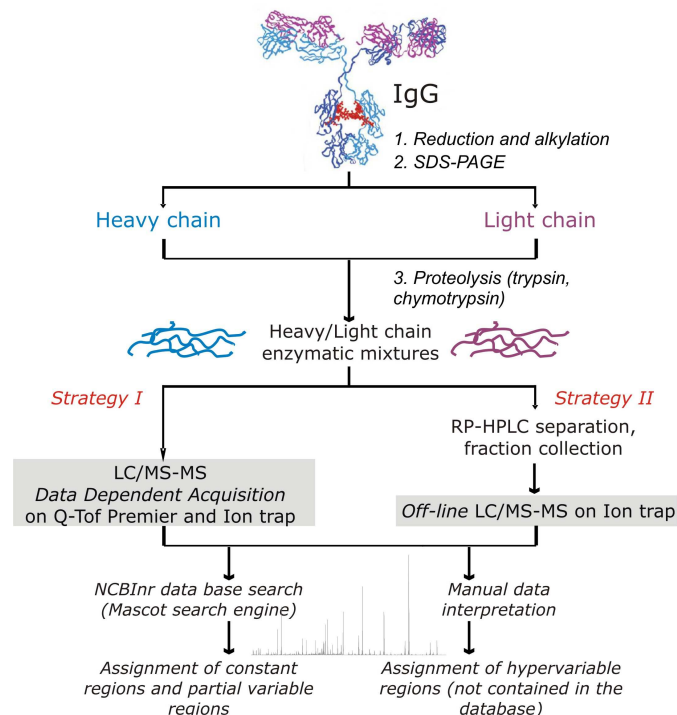 IgG
1. Reduction and alkylation
2. SDS-PAGE
Heavy chain
Light chain
3. Proteolysis (trypsin,
chymotrypsin)
Heavy/Light chain
enzymatic mixtures
Strategy I
Strategy II
RP-HPLC separation,
fraction collection
LC/MS-MS
Data Dependent Acquisition
on Q-Tof Premier and Ion trap
Off-line LC/MS-MS on Ion trap
NCBInr data base search
(Mascot search engine)
Manual data
interpretation
Assignment of constant
regions and partial variable
regions
Assignment of hypervariable
regions (not contained in the
database)